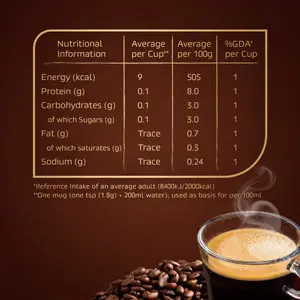 Nutritional Information Average per Cup** Average per 100g %GDA* per Cup
Energy (kcal) 9 505 1
Protein (g) 0.1 8.0 1
Carbohydrates (g) 0.1 3.0 1
of which Sugars (g) 0.1 3.0 1
Fat (g) Trace 0.7 1
of which saturates (g) Trace 0.3 1
Sodium (g) Trace 0.24 1
*Reference Intake of an average adult (8400kJ/2000kcal)
**One mug (one tsp (1.8g) + 200ml water); used as basis for per 100ml